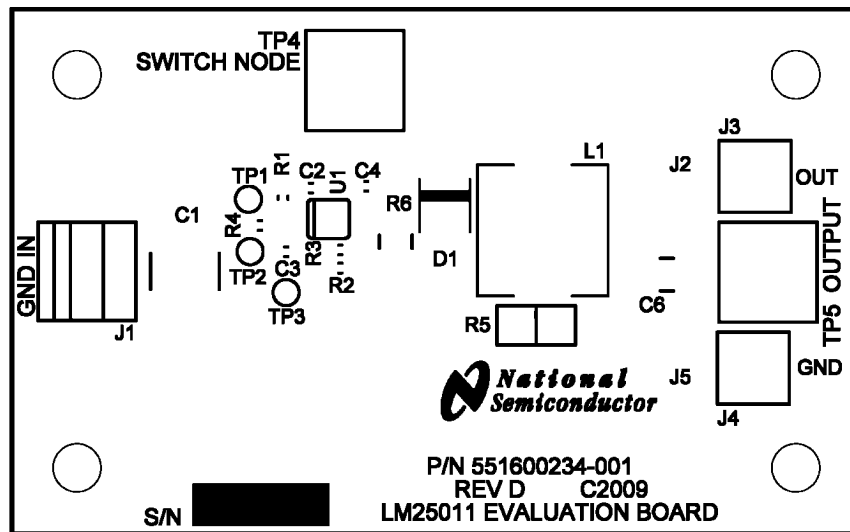 TP4
SWITCH NODE
J3
J2
L1
OUT
R1
C2
U1
C4
TP1
R6
C1
R4
GND IN
TP2
C3
R3
R2
D1
TP5 OUTPUT
TP3
C6
J1
R5
GND
J5
J4
National
Semiconductor
P/N 551600234-001
REV D C2009
S/N
LM25011 EVALUATION BOARD